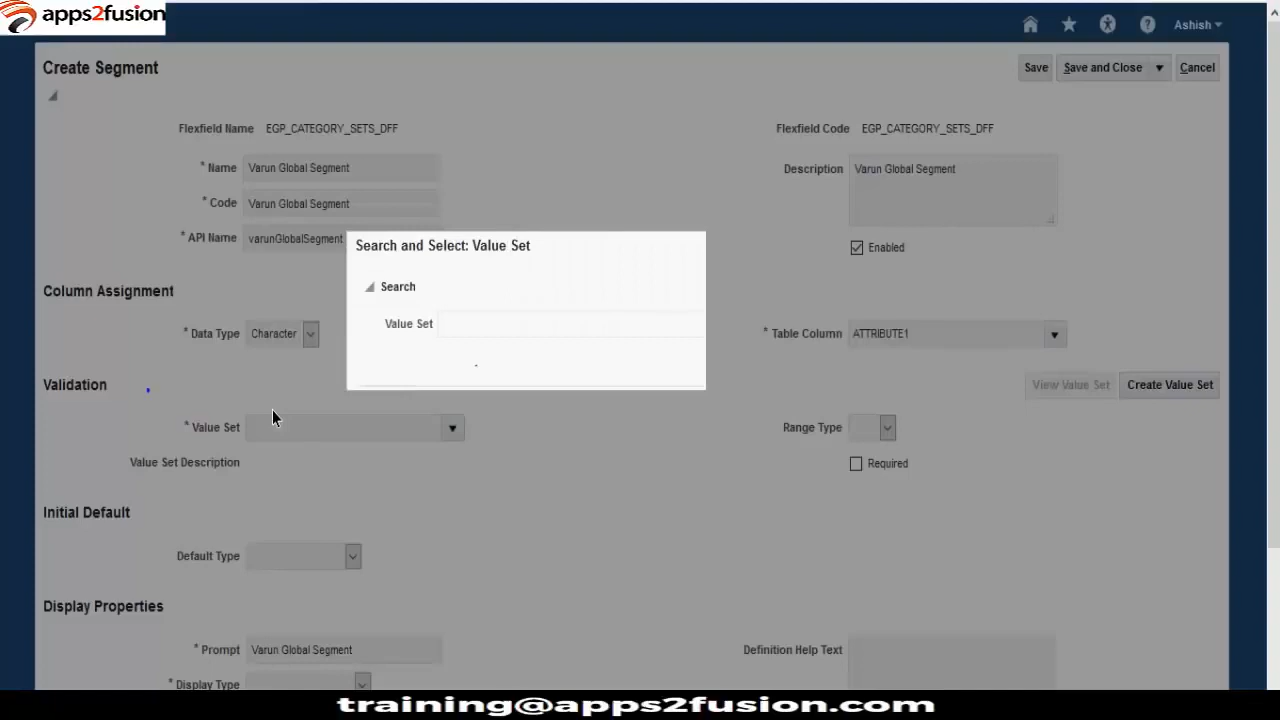 apps2fusion
Ashish
Create Segment
Save
Save and Close
Cancel
Flexfield Name EGP_CATEGORY_SETS_DFF
Flexfield Code EGP_CATEGORY_SETS_DFF
* Name Varun Global Segment
Description Varun Global Segment
* Code Varun Global Segment
* API Name varunGlobalSegment
Enabled
Search and Select: Value Set
Search
Value Set
Column Assignment
* Data Type Character
* Table Column ATTRIBUTE1
Validation
View Value Set
Create Value Set
* Value Set
Range Type
Value Set Description
Required
Initial Default
Default Type
Display Properties
* Prompt Varun Global Segment
Definition Help Text
* Display Type
training@apps2fusion.com